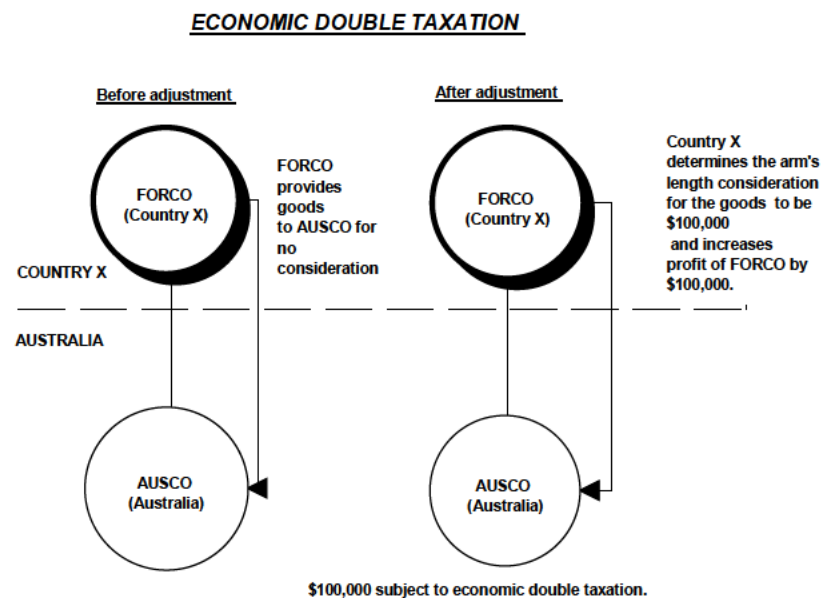 ECONOMIC DOUBLE TAXATION
Before adjustment
After adjustment
FORCO
(Country X)
FORCO
provides
goods
to AUSCO for
no
consideration
FORCO
(Country X)
Country X
determines the arm's
length consideration
for the goods to be
$100,000
and increases
profit of FORCO by
$100,000.
COUNTRY X
AUSTRALIA
AUSCO
(Australia)
AUSCO
(Australia)
$100,000 subject to economic double taxation.